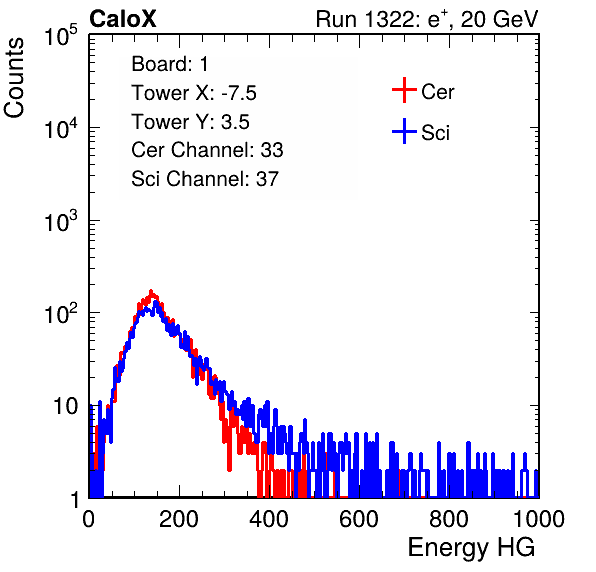 CaloX Run 1322: e+, 20 GeV
Counts
Board: 1
Tower X: -7.5
Tower Y: 3.5
Cer Channel: 33
Sci Channel: 37
Cer
Sci
10^5
10^4
10^3
10^2
10
1
0 200 400 600 800 1000
Energy HG